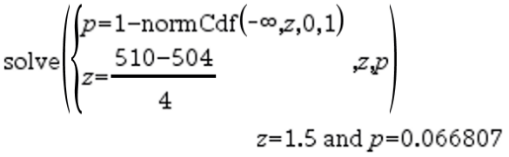 solve({p=1−normCdf(-∞,z,0,1)
z=510−504/4
,z,p)
z=1.5 and p=0.066807